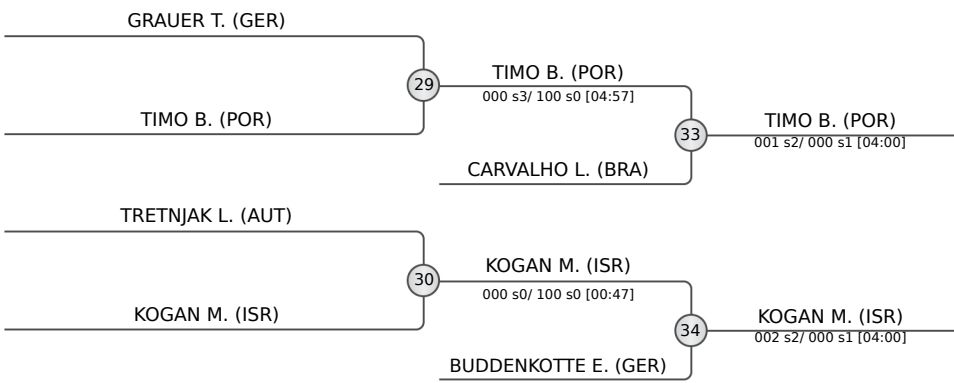 GRAUER T. (GER)
29
TIMO B. (POR)
000 s3/ 100 s0 [04:57]
TIMO B. (POR)
33
TIMO B. (POR)
001 s2/ 000 s1 [04:00]
CARVALHO L. (BRA)
TRETNJAK L. (AUT)
30
KOGAN M. (ISR)
000 s0/ 100 s0 [00:47]
KOGAN M. (ISR)
34
KOGAN M. (ISR)
002 s2/ 000 s1 [04:00]
BUDDENKOTTE E. (GER)